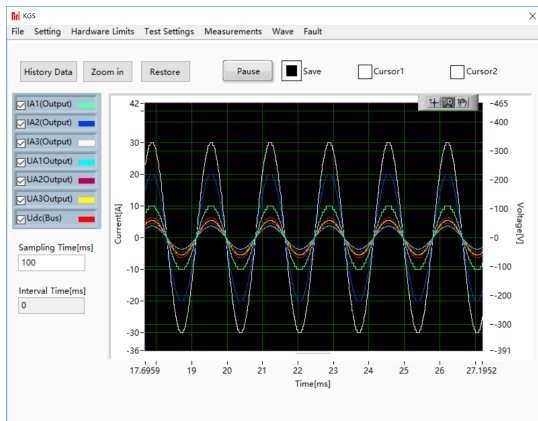 KGS
File Setting Hardware Limits Test Settings Measurements Wave Fault
History Data Zoom in Restore Pause Save Cursor1 Cursor2
IA1(Output)
IA2(Output)
IA3(Output)
UA1Output)
UA2Output)
UA3Output)
Udc(Bus)
Sampling Time[ms]
100
Interval Time[ms]
0
Current[A]
42-
30-
20-
10-
0-
-10-
-20-
-30-
-36-
-465
-400
-300
-200
-100
-0
-100
-200
-300
-391
Voltage[V]
17.6959 19 20 21 22 23 24 25 26 27.1952
Time[ms]